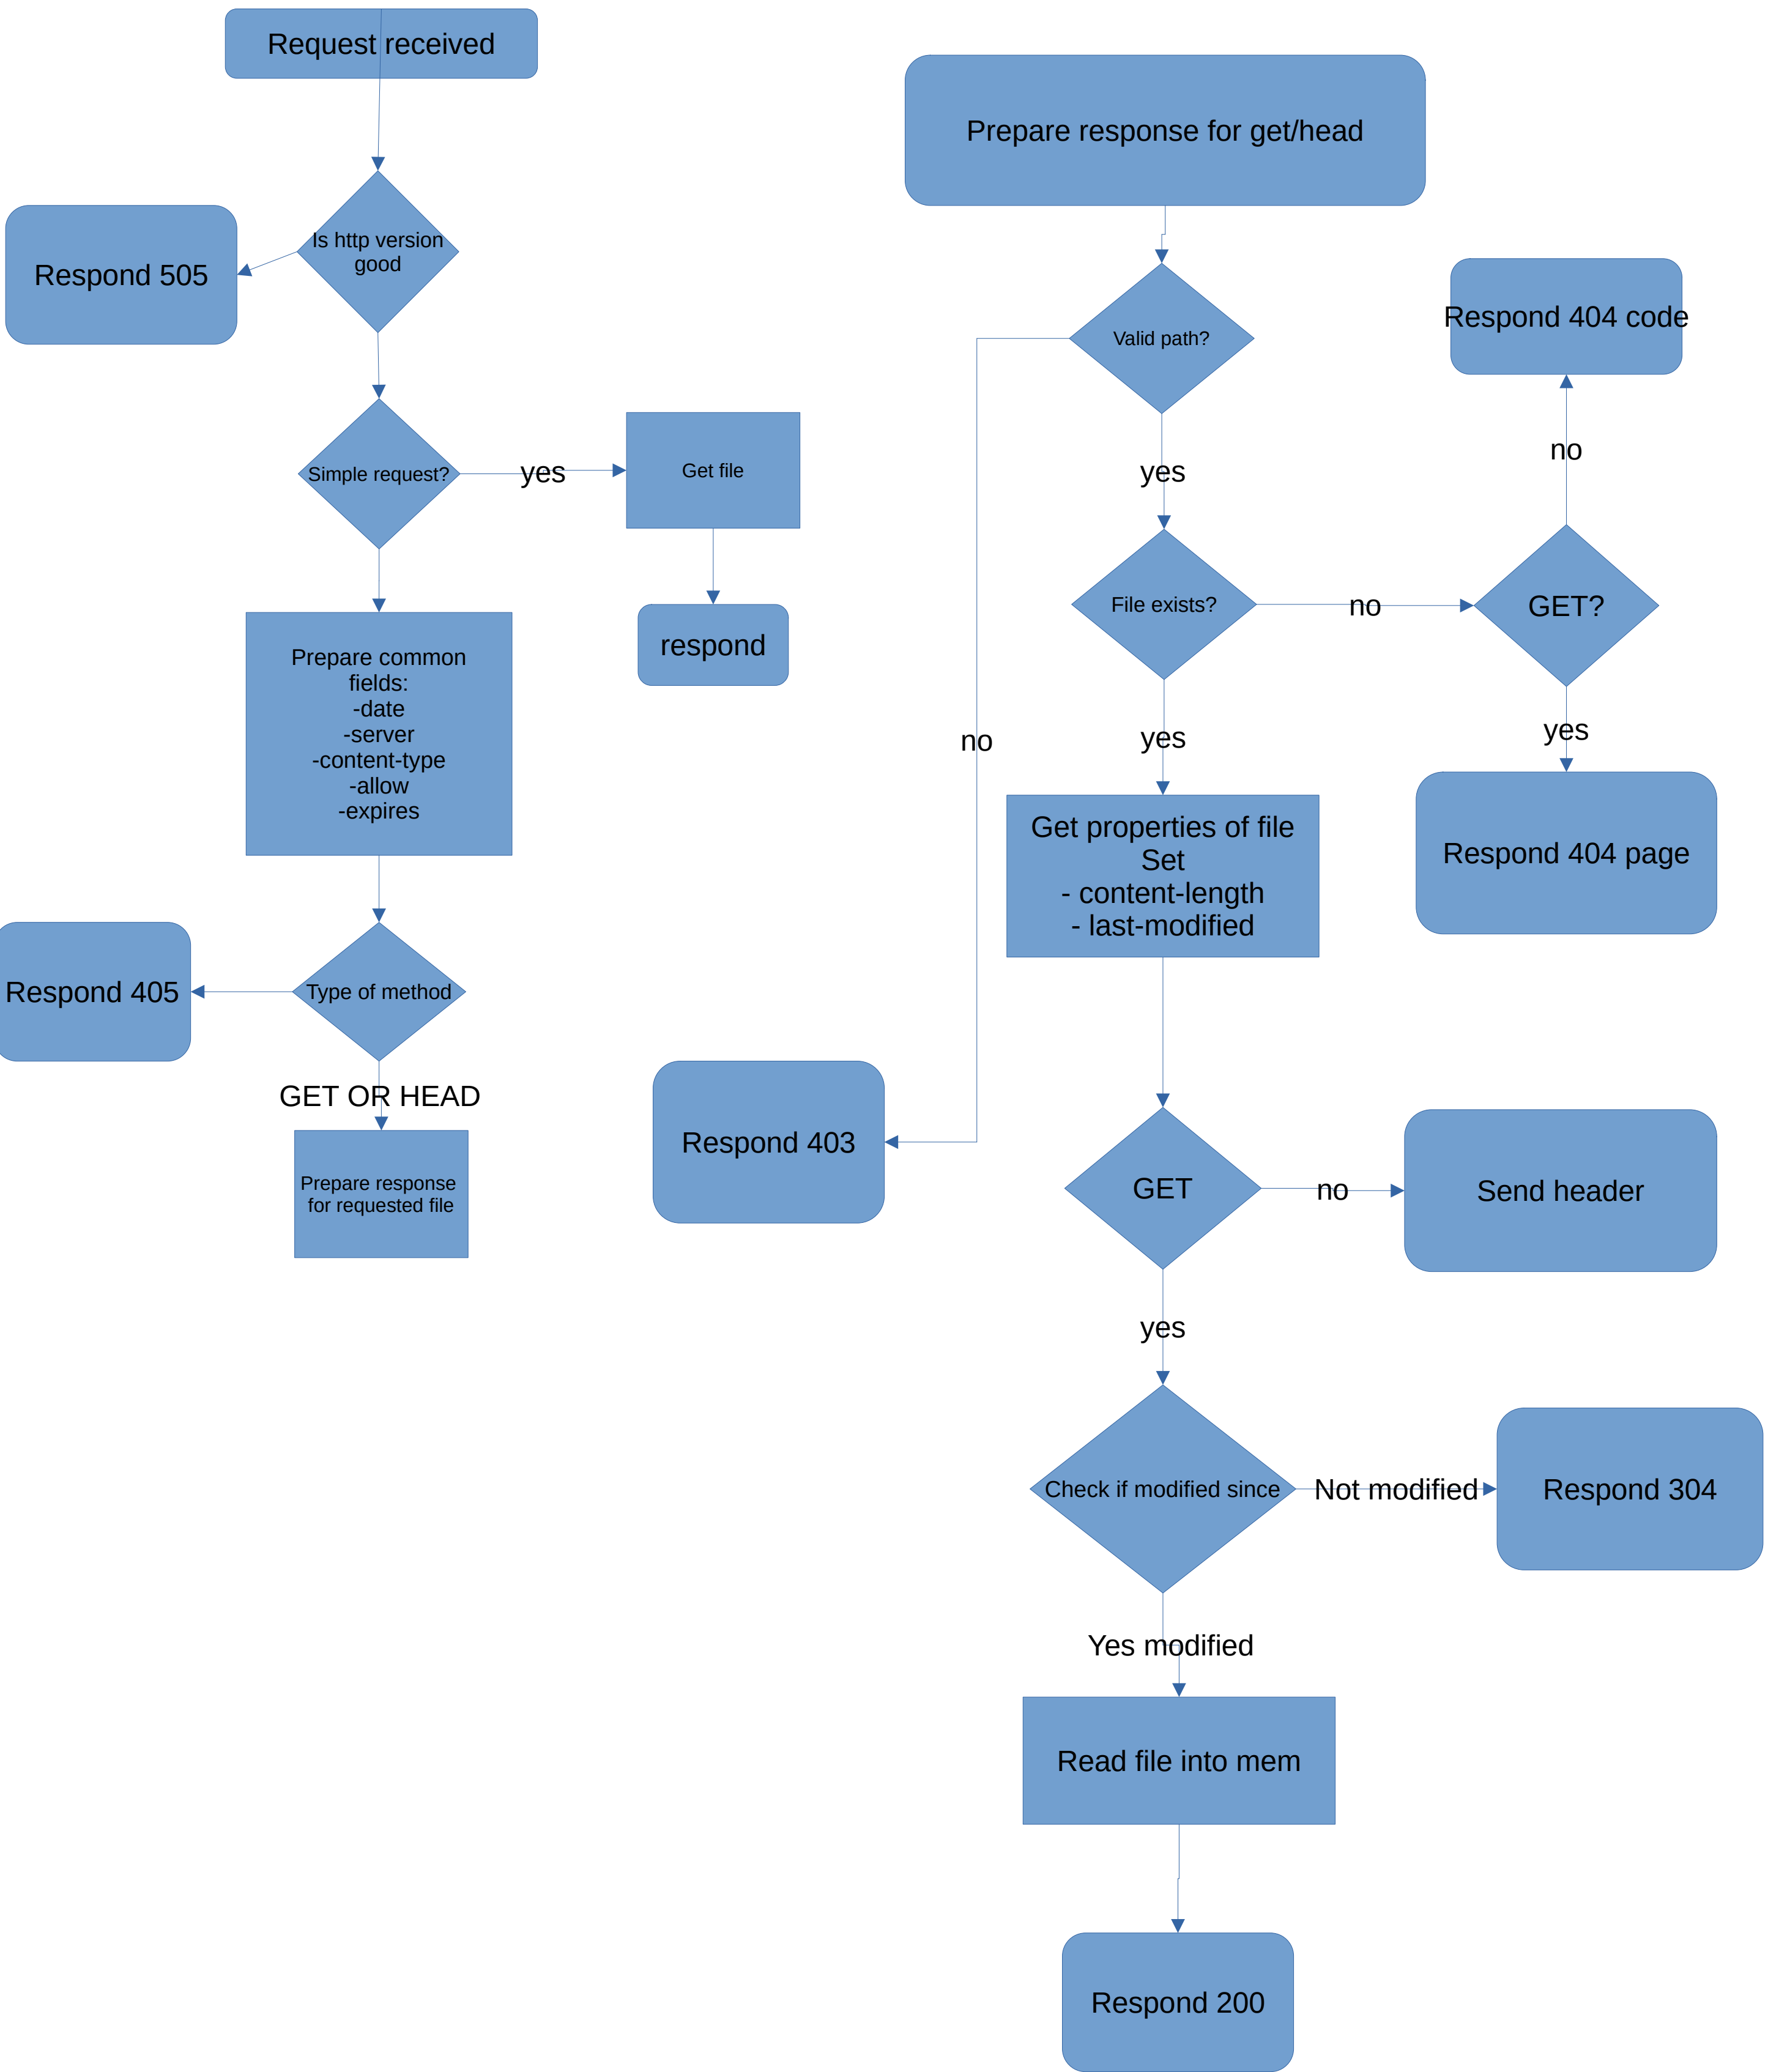 Request received
Is http version
good
Respond 505
Simple request?
yes
Get file
respond
Prepare common
fields:
-date
-server
-content-type
-allow
-expires
Respond 405
Type of method
GET OR HEAD
Prepare response
for requested file
Prepare response for get/head
Valid path?
Respond 404 code
no
yes
File exists?
no
GET?
yes
Respond 404 page
no
yes
Get properties of file
Set
- content-length
- last-modified
Respond 403
GET
no
Send header
yes
Check if modified since
Not modified
Respond 304
Yes modified
Read file into mem
Respond 200